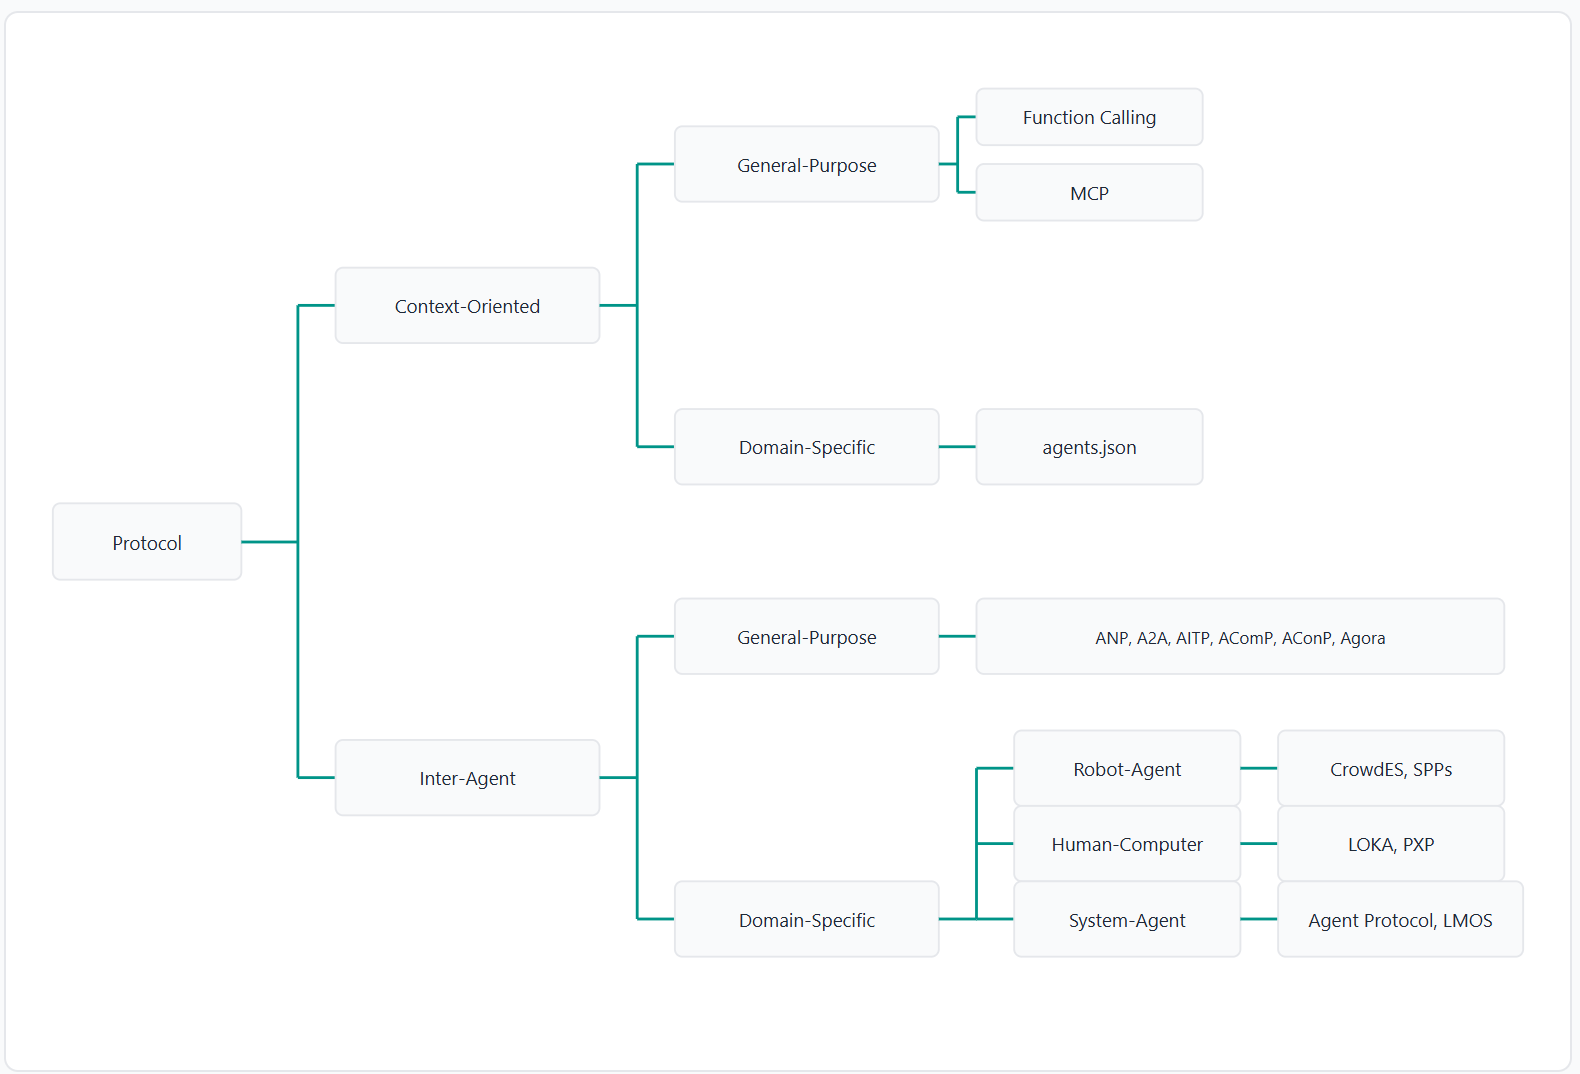 Function Calling
General-Purpose
MCP
Context-Oriented
Domain-Specific
agents.json
Protocol
General-Purpose
ANP, A2A, AITP, AComP, AConP, Agora
Inter-Agent
Robot-Agent
CrowdES, SPPs
Human-Computer
LOKA, PXP
Domain-Specific
System-Agent
Agent Protocol, LMOS